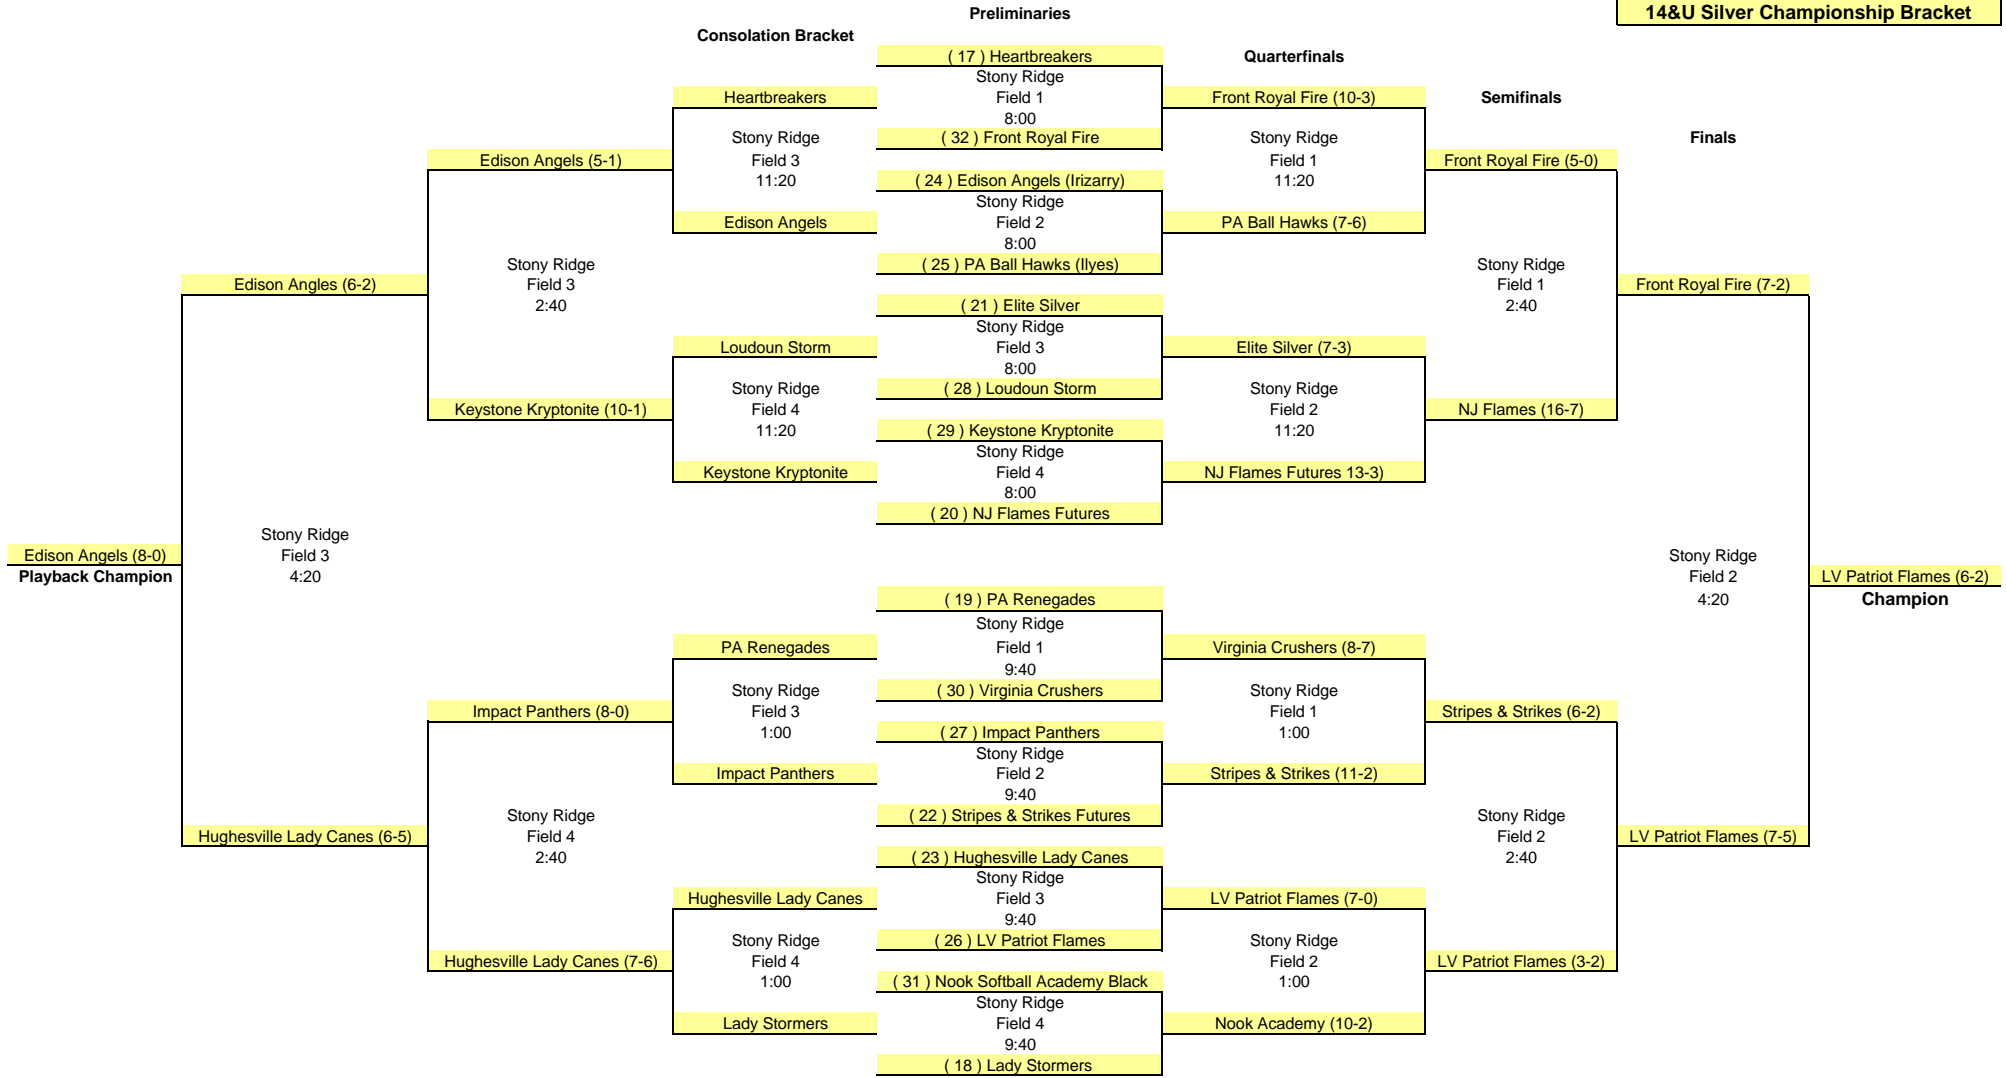 Preliminaries
14&U Silver Championship Bracket
Consolation Bracket
( 17 ) Heartbreakers
Quarterfinals
Stony Ridge
Heartbreakers
Field 1
Front Royal Fire (10-3)
Semifinals
8:00
Stony Ridge
( 32 ) Front Royal Fire
Stony Ridge
Finals
Edison Angels (5-1)
Field 3
Field 1
Front Royal Fire (5-0)
11:20
( 24 ) Edison Angels (Irizarry)
11:20
Stony Ridge
Edison Angels
Field 2
PA Ball Hawks (7-6)
8:00
Stony Ridge
( 25 ) PA Ball Hawks (Ilyes)
Stony Ridge
Edison Angles (6-2)
Field 3
Field 1
Front Royal Fire (7-2)
2:40
( 21 ) Elite Silver
2:40
Stony Ridge
Loudoun Storm
Field 3
Elite Silver (7-3)
8:00
Stony Ridge
( 28 ) Loudoun Storm
Stony Ridge
Keystone Kryptonite (10-1)
Field 4
Field 2
NJ Flames (16-7)
11:20
( 29 ) Keystone Kryptonite
11:20
Stony Ridge
Keystone Kryptonite
Field 4
NJ Flames Futures 13-3)
8:00
( 20 ) NJ Flames Futures
Stony Ridge
Edison Angels (8-0)
Field 3
Stony Ridge
Playback Champion
4:20
Field 2
LV Patriot Flames (6-2)
( 19 ) PA Renegades
4:20
Champion
Stony Ridge
PA Renegades
Field 1
Virginia Crushers (8-7)
9:40
Stony Ridge
( 30 ) Virginia Crushers
Stony Ridge
Impact Panthers (8-0)
Field 3
Field 1
Stripes & Strikes (6-2)
1:00
( 27 ) Impact Panthers
1:00
Stony Ridge
Impact Panthers
Field 2
Stripes & Strikes (11-2)
9:40
Stony Ridge
( 22 ) Stripes & Strikes Futures
Stony Ridge
Hughesville Lady Canes (6-5)
Field 4
Field 2
LV Patriot Flames (7-5)
2:40
( 23 ) Hughesville Lady Canes
2:40
Stony Ridge
Hughesville Lady Canes
Field 3
LV Patriot Flames (7-0)
9:40
Stony Ridge
( 26 ) LV Patriot Flames
Stony Ridge
Hughesville Lady Canes (7-6)
Field 4
Field 2
LV Patriot Flames (3-2)
1:00
( 31 ) Nook Softball Academy Black
1:00
Stony Ridge
Lady Stormers
Field 4
Nook Academy (10-2)
9:40
( 18 ) Lady Stormers